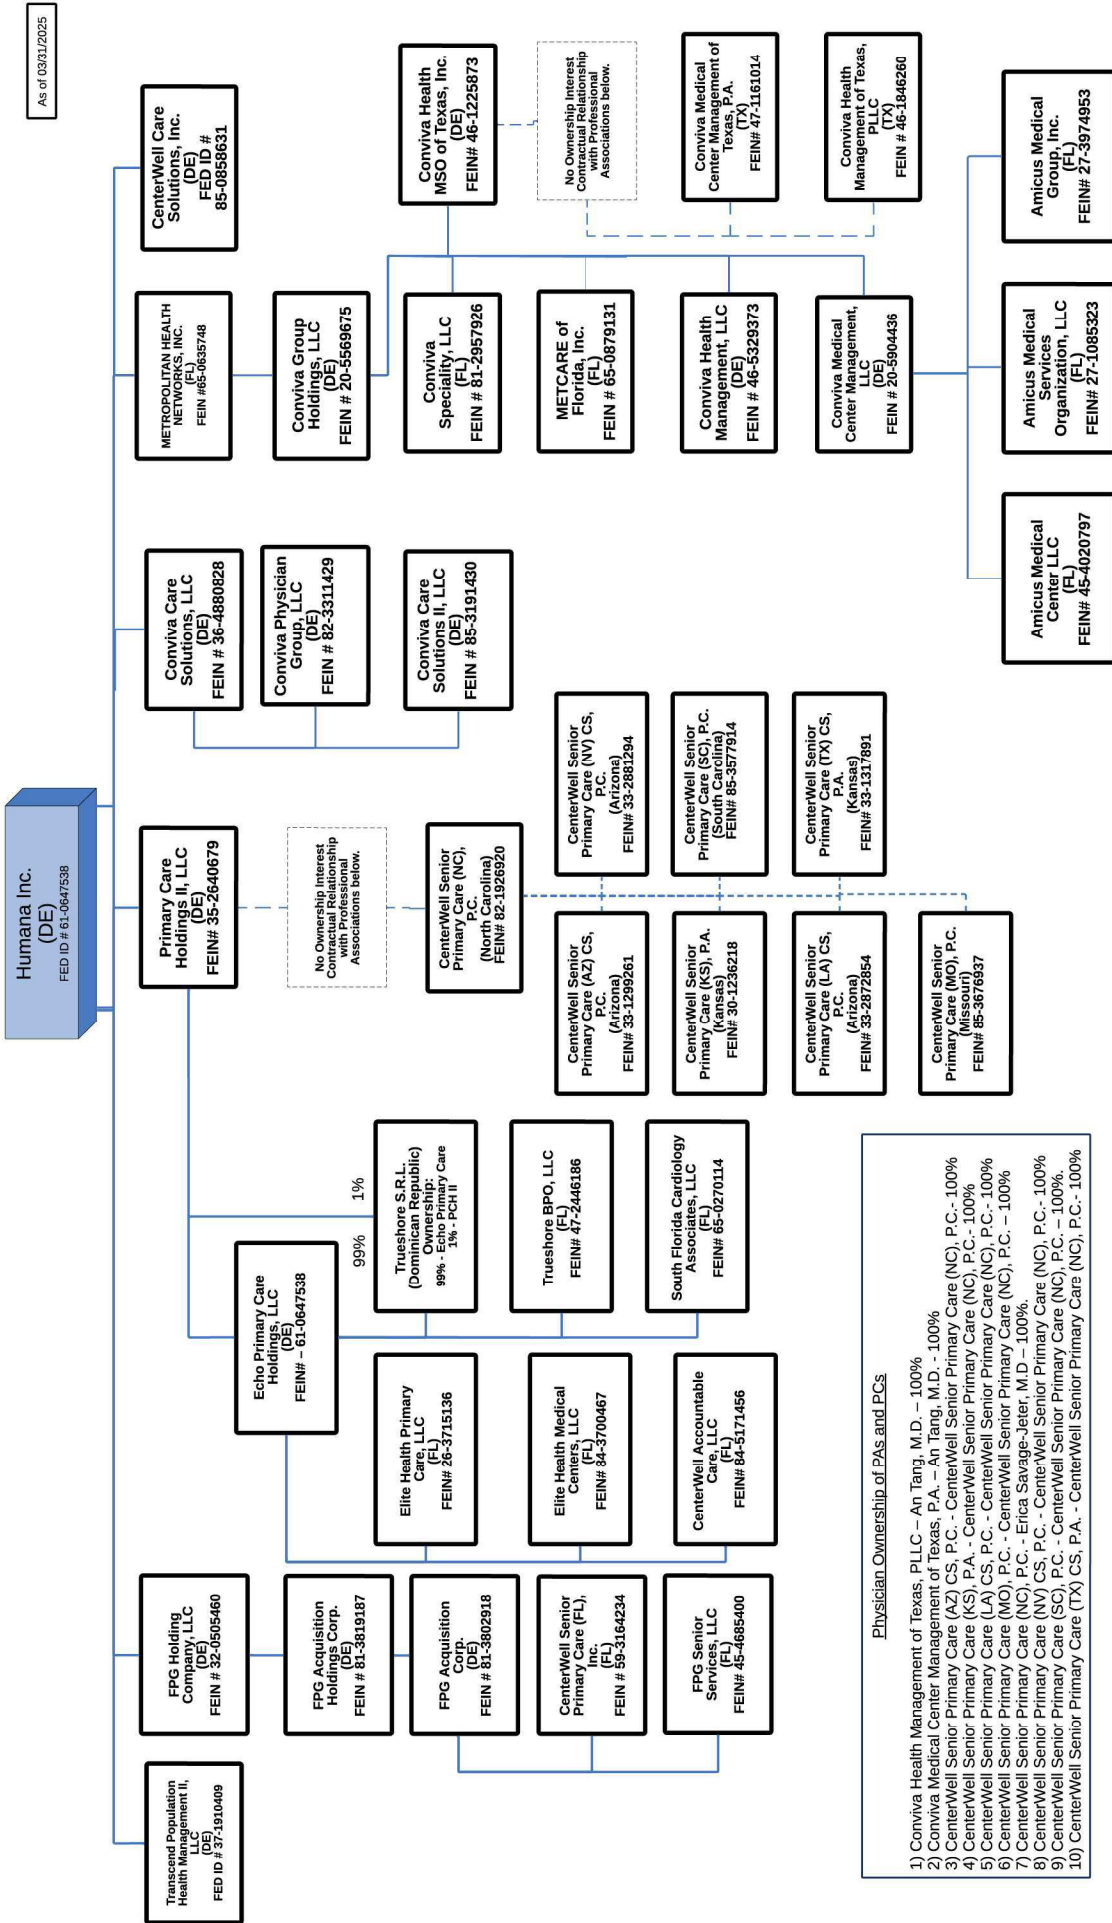 As of 03/31/2025
Humana Inc.
(DE)
FED ID # 61-0647538
Transcend Population
Health Management II,
LLC
(DE)
FED ID # 37-1910409
FPG Holding
Company, LLC
(DE)
FEIN # 32-0505460
FPG Acquisition
Holdings Corp.
(DE)
FEIN # 81-3819187
FPG Acquisition
Corp.
(DE)
FEIN # 81-3802918
CenterWell Senior
Primary Care (FL),
Inc.
(FL)
FEIN # 59-3164234
FPG Senior
Services, LLC
(FL)
FEIN# 45-4685400
Primary Care
Holdings II, LLC
(DE)
FEIN# 35-2640679
Echo Primary Care
Holdings, LLC
(DE)
FEIN# – 61-0647538
99%
1%
Elite Health Primary
Care, LLC
(FL)
FEIN# 26-3715136
Elite Health Medical
Centers, LLC
(FL)
FEIN# 34-3700467
CenterWell Accountable
Care, LLC
(FL)
FEIN# 84-5171456
Trueshore S.R.L.
(Dominican Republic)
Ownership:
99% - Echo Primary Care
1% - PCH II
Trueshore BPO, LLC
(FL)
FEIN# 47-2446186
South Florida Cardiology
Associates, LLC
(FL)
FEIN# 65-0270114
No Ownership Interest
Contractual Relationship
with Professional
Associations below.
CenterWell Senior
Primary Care (NC),
P.C.
(North Carolina)
FEIN# 82-1926920
CenterWell Senior
Primary Care (AZ) CS,
P.C.
(Arizona)
FEIN# 33-1299261
CenterWell Senior
Primary Care (NV) CS,
P.C.
(Arizona)
FEIN# 33-2881294
CenterWell Senior
Primary Care (KS), P.A.
(Kansas)
FEIN# 30-1236218
CenterWell Senior
Primary Care (SC), P.C.
(South Carolina)
FEIN# 85-3577914
CenterWell Senior
Primary Care (LA) CS,
P.C.
(Arizona)
FEIN# 33-2872854
CenterWell Senior
Primary Care (TX) CS,
P.A.
(Kansas)
FEIN# 33-1317891
CenterWell Senior
Primary Care (MO), P.C.
(Missouri)
FEIN# 85-3676937
Conviva Care
Solutions, LLC
(DE)
FEIN # 36-4880828
Conviva Physician
Group, LLC
(DE)
FEIN # 82-3311429
Conviva Care
Solutions II, LLC
(DE)
FEIN # 85-3191430
METROPOLITAN HEALTH
NETWORKS, INC.
(FL)
FEIN #65-0635748
CenterWell Care
Solutions, Inc.
(DE)
FED ID #
85-0858631
Conviva Group
Holdings, LLC
(DE)
FEIN # 20-5569675
Conviva
Speciality, LLC
(FL)
FEIN # 81-2957926
Conviva Health
MSO of Texas, Inc.
(DE)
FEIN# 46-1225873
METCARE of
Florida, Inc.
(FL)
FEIN # 65-0879131
No Ownership Interest
Contractual Relationship
with Professional
Associations below.
Conviva Health
Management, LLC
(DE)
FEIN # 46-5329373
Conviva Medical
Center Management of
Texas, P.A.
(TX)
FEIN# 47-1161014
Conviva Medical
Center Management,
LLC
(DE)
FEIN # 20-5904436
Conviva Health
Management of Texas,
PLLC
(TX)
FEIN # 46-1846260
Amicus Medical
Center LLC
(FL)
FEIN# 45-4020797
Amicus Medical
Services
Organization, LLC
(FL)
FEIN# 27-1085323
Amicus Medical
Group, Inc.
(FL)
FEIN# 27-3974953
Physician Ownership of PAs and PCs
1) Conviva Health Management of Texas, PLLC – An Tang, M.D. – 100%
2) Conviva Medical Center Management of Texas, P.A. – An Tang, M.D. - 100%
3) CenterWell Senior Primary Care (AZ) CS, P.C. - CenterWell Senior Primary Care (NC), P.C.- 100%
4) CenterWell Senior Primary Care (KS), P.A. - CenterWell Senior Primary Care (NC), P.C.- 100%
5) CenterWell Senior Primary Care (LA) CS, P.C. - CenterWell Senior Primary Care (NC), P.C.- 100%
6) CenterWell Senior Primary Care (MO), P.C. - CenterWell Senior Primary Care (NC), P.C. – 100%
7) CenterWell Senior Primary Care (NC), P.C. - Erica Savage-Jeter, M.D – 100%.
8) CenterWell Senior Primary Care (NV) CS, P.C. - CenterWell Senior Primary Care (NC), P.C.- 100%
9) CenterWell Senior Primary Care (SC), P.C. - CenterWell Senior Primary Care (NC), P.C. – 100%.
10) CenterWell Senior Primary Care (TX) CS, P.A. - CenterWell Senior Primary Care (NC), P.C.- 100%